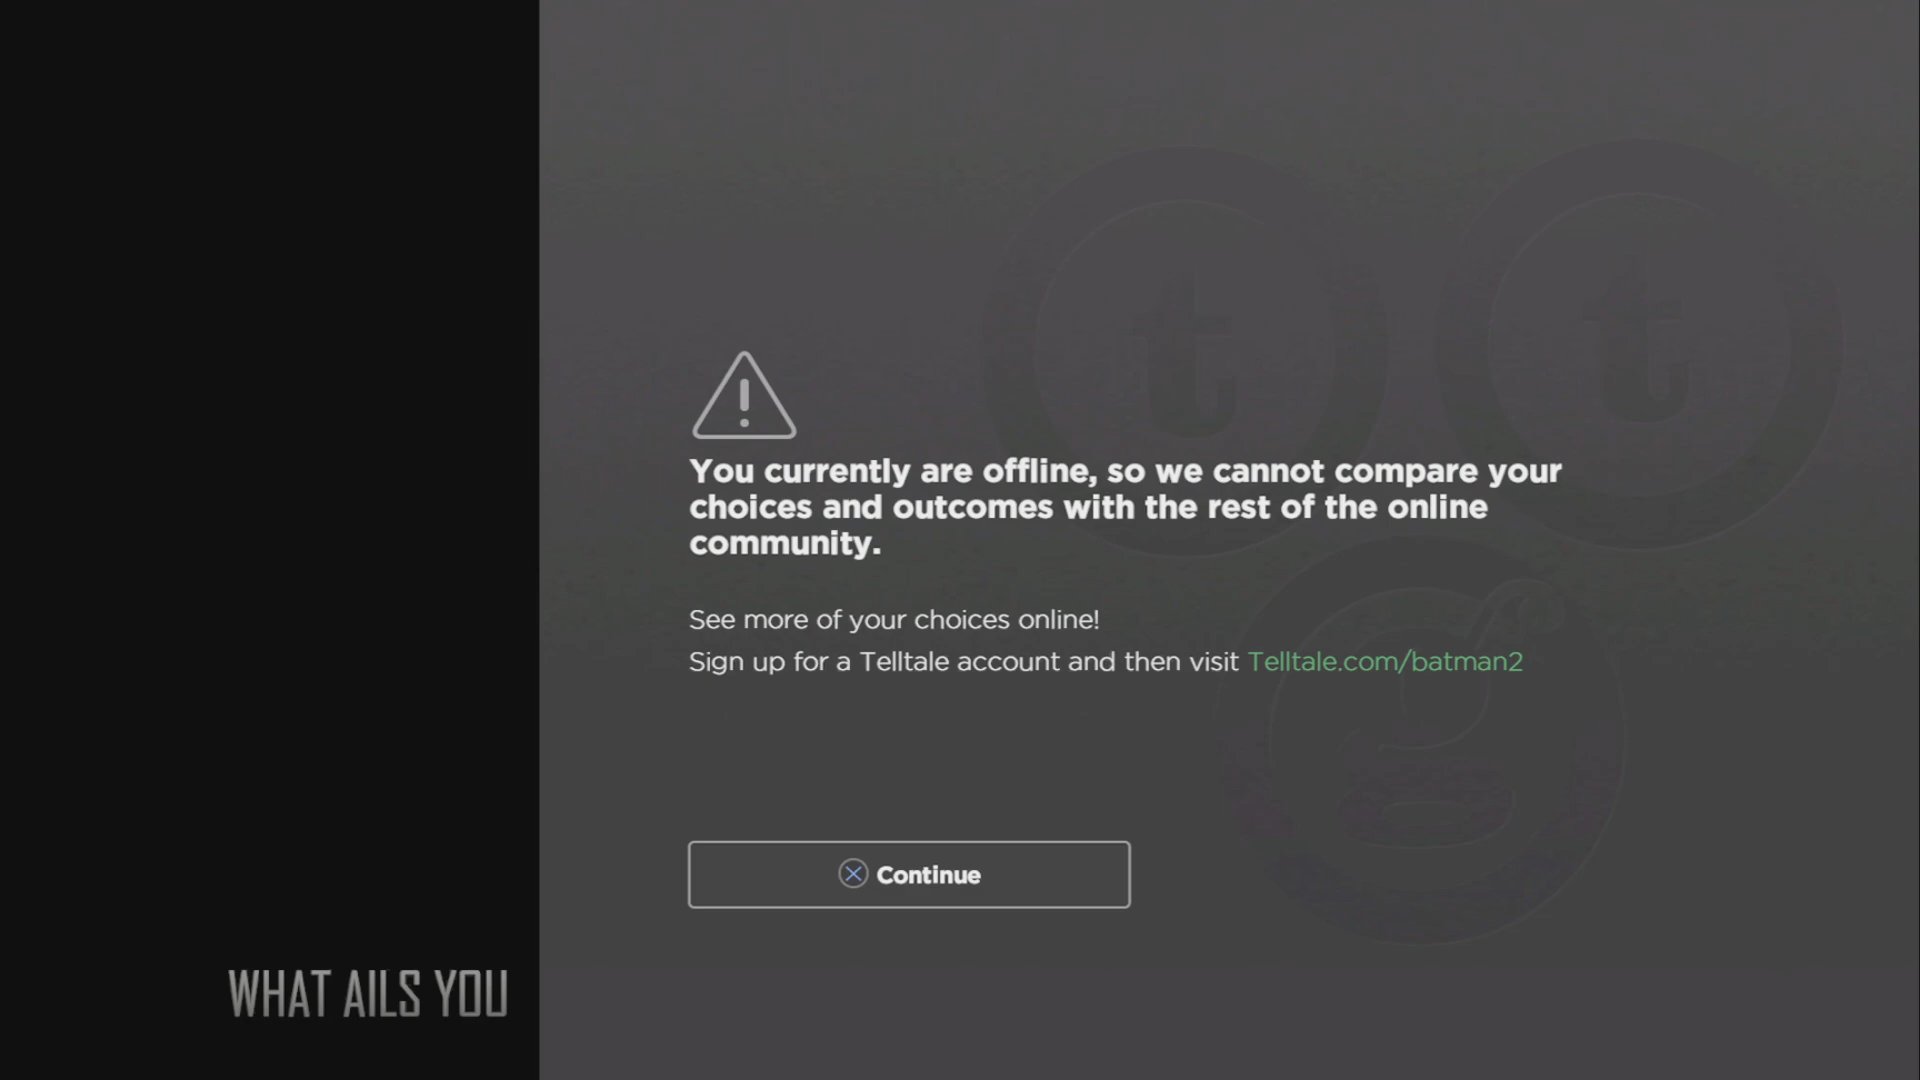 You currently are offline, so we cannot compare your
choices and outcomes with the rest of the online
community.
See more of your choices online!
Sign up for a Telltale account and then visit Telltale.com/batman2
Continue
WHAT AILS YOU
t t
g